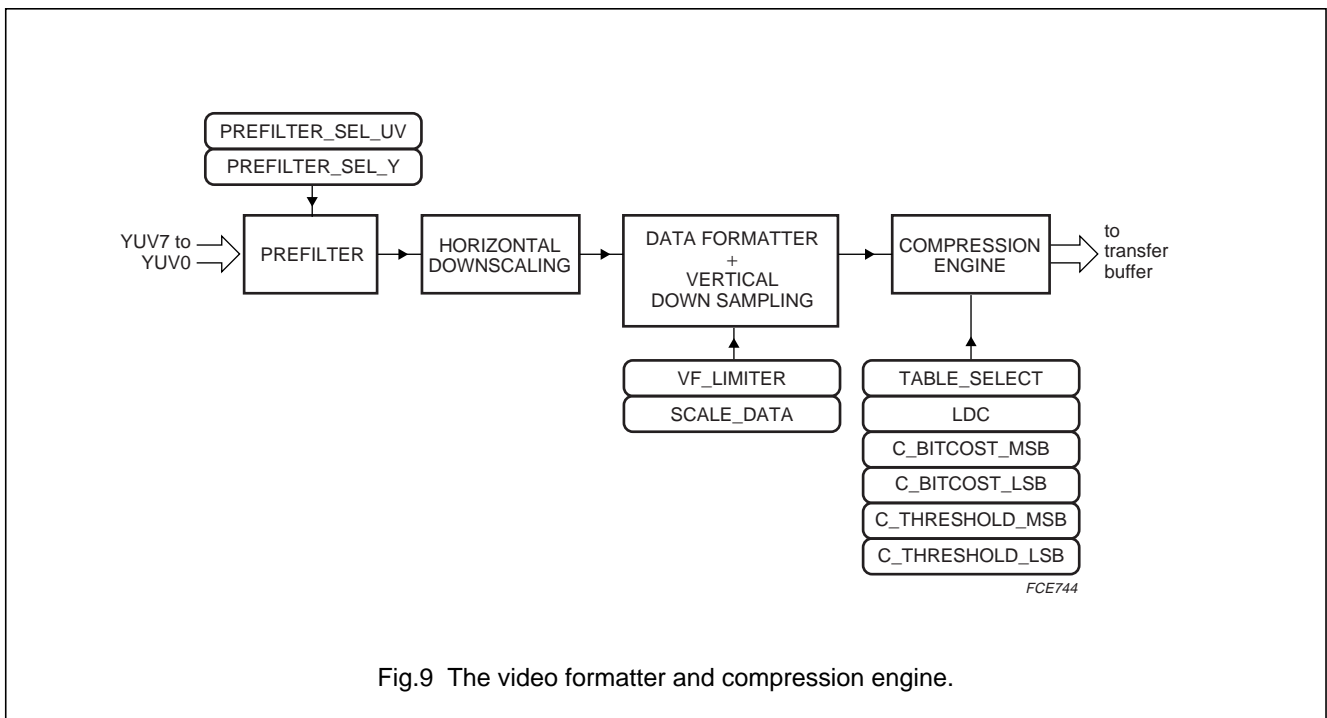 PREFILTER_SEL_UV
PREFILTER_SEL_Y
YUV7 to
YUV0
PREFILTER
HORIZONTAL
DOWNSCALING
DATA FORMATTER
+
VERTICAL
DOWN SAMPLING
COMPRESSION
ENGINE
to
transfer
buffer
VF_LIMITER
SCALE_DATA
TABLE_SELECT
LDC
C_BITCOST_MSB
C_BITCOST_LSB
C_THRESHOLD_MSB
C_THRESHOLD_LSB
FCE744
Fig.9 The video formatter and compression engine.